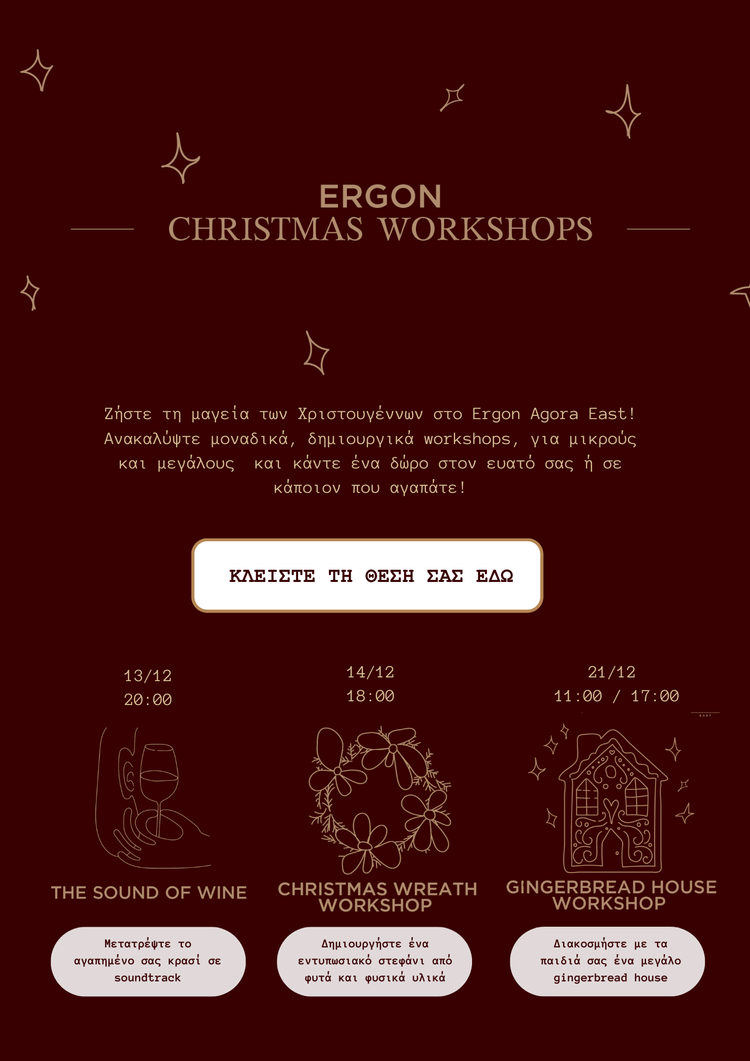 ERGON
CHRISTMAS WORKSHOPS
Ζήστε τη μαγεία των Χριστουγέννων στο Ergon Agora East!
Ανακαλύψτε μοναδικά, δημιουργικά workshops, για μικρούς
και μεγάλους και κάντε ένα δώρο στον ευατό σας ή σε
κάποιον που αγαπάτε!
ΚΛΕΙΣΤΕ ΤΗ ΘΕΣΗ ΣΑΣ ΕΔΩ
13/12
20:00
THE SOUND OF WINE
Μετατρέψτε το
αγαπημένο σας κρασί σε
soundtrack
14/12
18:00
CHRISTMAS WREATH
WORKSHOP
Δημιουργήστε ένα
εντυπωσιακό στεφάνι από
φυτά και φυσικά υλικά
21/12
11:00 / 17:00
GINGERBREAD HOUSE
WORKSHOP
Διακοσμήστε με τα
παιδιά σας ένα μεγάλο
gingerbread house